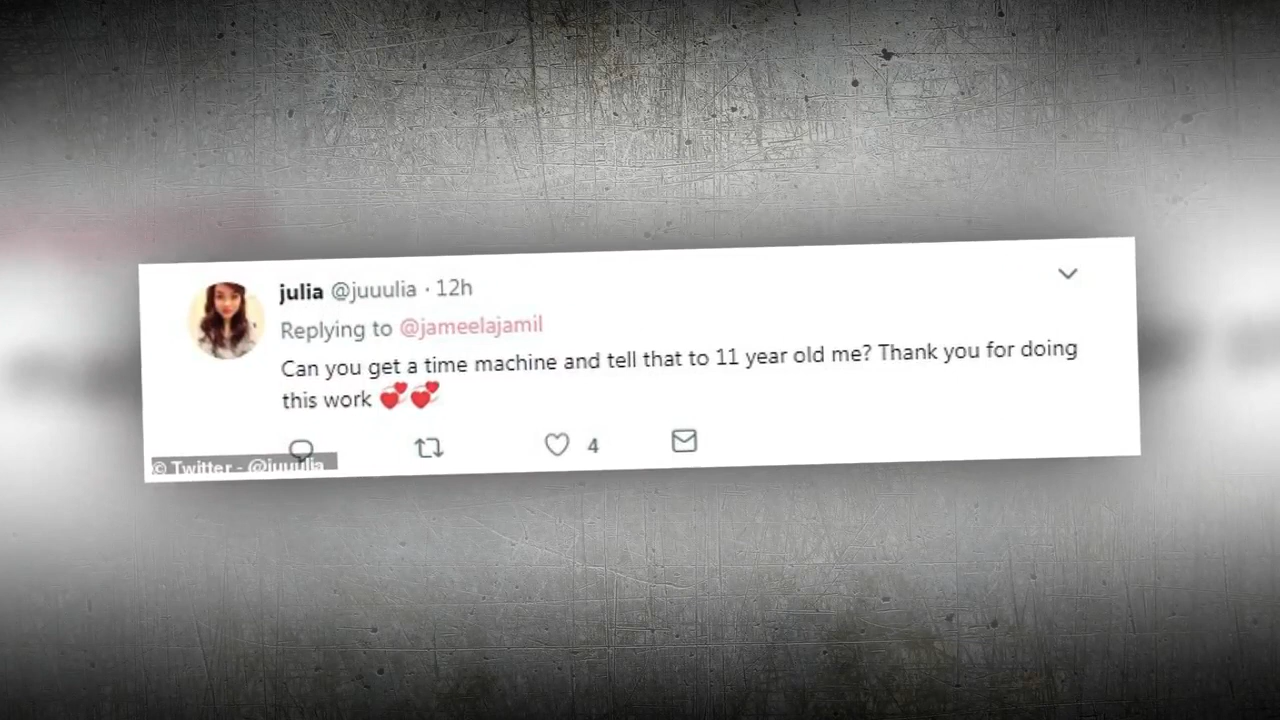 julia @juuulia · 12h
Replying to @jameelajamil
Can you get a time machine and tell that to 11 year old me? Thank you for doing
this work 💞💞
4
© Twitter - @juuulia